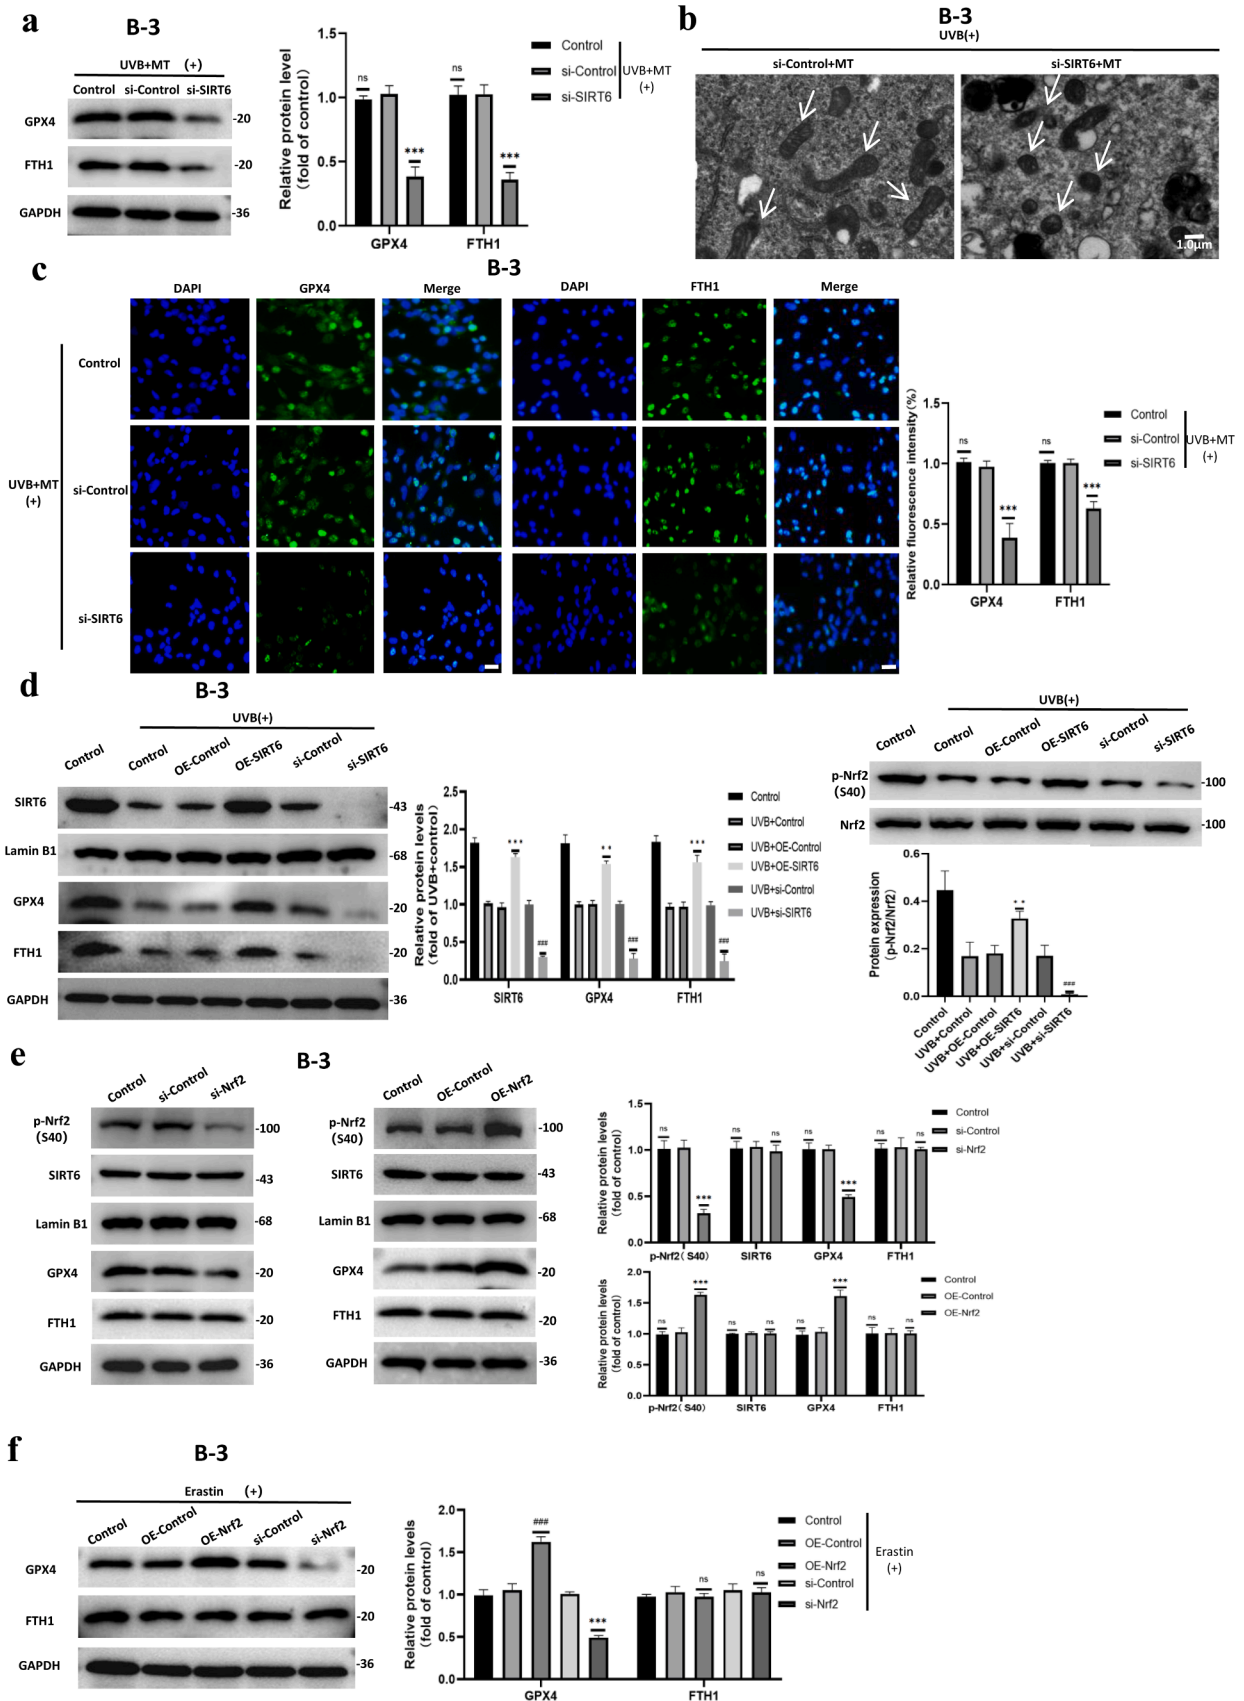 a
B-3
UVB+MT (+)
Control si-Control si-SIRT6
GPX4 -20
FTH1 -20
GAPDH -36
Relative protein level
(fold of control)
1.5
1.0
0.5
0.0
ns
***
ns
***
GPX4 FTH1
Control
si-Control
si-SIRT6
UVB+MT
(+)
b
B-3
UVB(+)
si-Control+MT si-SIRT6+MT
1.0μm
c
B-3
DAPI GPX4 Merge DAPI FTH1 Merge
Control
si-Control
si-SIRT6
UVB+MT
(+)
Relative fluorescence intensity(%)
1.5
1.0
0.5
0.0
ns
***
ns
***
GPX4 FTH1
Control
si-Control
si-SIRT6
UVB+MT
(+)
d
B-3
UVB(+)
Control Control OE-Control OE-SIRT6 si-Control si-SIRT6
SIRT6 -43
Lamin B1 -68
GPX4 -20
FTH1 -20
GAPDH -36
Relative protein levels
(fold of UVB+control)
2.5
2.0
1.5
1.0
0.5
0.0
***
###
**
###
***
###
SIRT6 GPX4 FTH1
Control
UVB+Control
UVB+OE-Control
UVB+OE-SIRT6
UVB+si-Control
UVB+si-SIRT6
UVB(+)
Control Control OE-Control OE-SIRT6 si-Control si-SIRT6
p-Nrf2
(S40)
-100
Nrf2 -100
Protein expression
(p-Nrf2/Nrf2)
0.6
0.4
0.2
0.0
**
###
Control
UVB+Control
UVB+OE-Control
UVB+OE-SIRT6
UVB+si-Control
UVB+si-SIRT6
e
B-3
Control si-Control si-Nrf2
p-Nrf2
(S40)
-100
SIRT6 -43
Lamin B1 -68
GPX4 -20
FTH1 -20
GAPDH -36
Control OE-Control OE-Nrf2
p-Nrf2
(S40)
-100
SIRT6 -43
Lamin B1 -68
GPX4 -20
FTH1 -20
GAPDH -36
Relative protein levels
(fold of control)
1.5
1.0
0.5
0.0
ns *** ns ns ns *** ns ns
p-Nrf2( S40) SIRT6 GPX4 FTH1
Control
si-Control
si-Nrf2
Relative protein levels
(fold of control)
2.0
1.5
1.0
0.5
0.0
ns *** ns ns ns *** ns ns
p-Nrf2( S40) SIRT6 GPX4 FTH1
Control
OE-Control
OE-Nrf2
f
B-3
Erastin (+)
Control OE-Control OE-Nrf2 si-Control si-Nrf2
GPX4 -20
FTH1 -20
GAPDH -36
Relative protein levels
(fold of control)
2.0
1.5
1.0
0.5
0.0
###
***
ns
ns
GPX4 FTH1
Control
OE-Control
OE-Nrf2
si-Control
si-Nrf2
Erastin
(+)